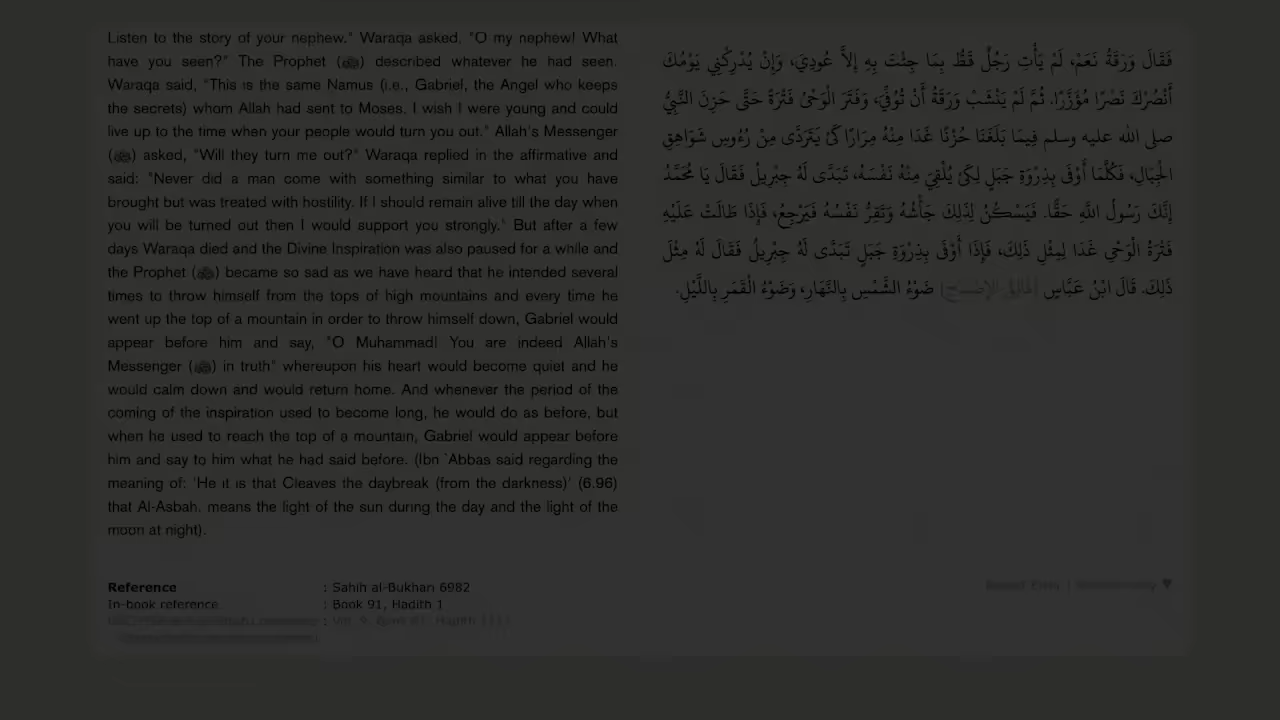 Listen to the story of your nephew." Waraqa asked, "O my nephew! What
have you seen?" The Prophet (ﷺ) described whatever he had seen.
Waraqa said, "This is the same Namus (i.e., Gabriel, the Angel who keeps
the secrets) whom Allah had sent to Moses. I wish I were young and could
live up to the time when your people would turn you out." Allah's Messenger
(ﷺ) asked, "Will they turn me out?" Waraqa replied in the affirmative and
said: "Never did a man come with something similar to what you have
brought but was treated with hostility. If I should remain alive till the day when
you will be turned out then I would support you strongly." But after a few
days Waraqa died and the Divine Inspiration was also paused for a while and
the Prophet (ﷺ) became so sad as we have heard that he intended several
times to throw himself from the tops of high mountains and every time he
went up the top of a mountain in order to throw himself down, Gabriel would
appear before him and say, "O Muhammad! You are indeed Allah's
Messenger (ﷺ) in truth" whereupon his heart would become quiet and he
would calm down and would return home. And whenever the period of the
coming of the inspiration used to become long, he would do as before, but
when he used to reach the top of a mountain, Gabriel would appear before
him and say to him what he had said before. (Ibn `Abbas said regarding the
meaning of: 'He it is that Cleaves the daybreak (from the darkness)' (6.96)
that Al-Asbah. means the light of the sun during the day and the light of the
moon at night).
فَقَالَ وَرَقَةُ نَعَمْ، لَمْ يَأْتِ رَجُلٌ قَطُّ بِمَا جِئْتَ بِهِ إِلاَّ عُودِيَ، وَإِنْ يُدْرِكْنِي يَوْمُكَ
أَنْصُرْكَ نَصْرًا مُؤَزَّرًا‏.‏ ثُمَّ لَمْ يَنْشَبْ وَرَقَةُ أَنْ تُوُفِّيَ، وَفَتَرَ الْوَحْىُ فَتْرَةً حَتَّى حَزِنَ النَّبِيُّ
صلى الله عليه وسلم فِيمَا بَلَغَنَا حُزْنًا غَدَا مِنْهُ مِرَارًا كَىْ يَتَرَدَّى مِنْ رُءُوسِ شَوَاهِقِ
الْجِبَالِ، فَكُلَّمَا أَوْفَى بِذِرْوَةِ جَبَلٍ لِكَىْ يُلْقِيَ مِنْهُ نَفْسَهُ، تَبَدَّى لَهُ جِبْرِيلُ فَقَالَ يَا مُحَمَّدُ
إِنَّكَ رَسُولُ اللَّهِ حَقًّا‏.‏ فَيَسْكُنُ لِذَلِكَ جَأْشُهُ وَتَقِرُّ نَفْسُهُ فَيَرْجِعُ، فَإِذَا طَالَتْ عَلَيْهِ
فَتْرَةُ الْوَحْىِ غَدَا لِمِثْلِ ذَلِكَ، فَإِذَا أَوْفَى بِذِرْوَةِ جَبَلٍ تَبَدَّى لَهُ جِبْرِيلُ فَقَالَ لَهُ مِثْلَ
ذَلِكَ‏.‏ قَالَ ابْنُ عَبَّاسٍ ‏{‏فَالِقُ الإِصْبَاحِ‏}‏ ضَوْءُ الشَّمْسِ بِالنَّهَارِ، وَضَوْءُ الْقَمَرِ بِاللَّيْلِ‏.‏
Reference : Sahih al-Bukhari 6982
In-book reference : Book 91, Hadith 1